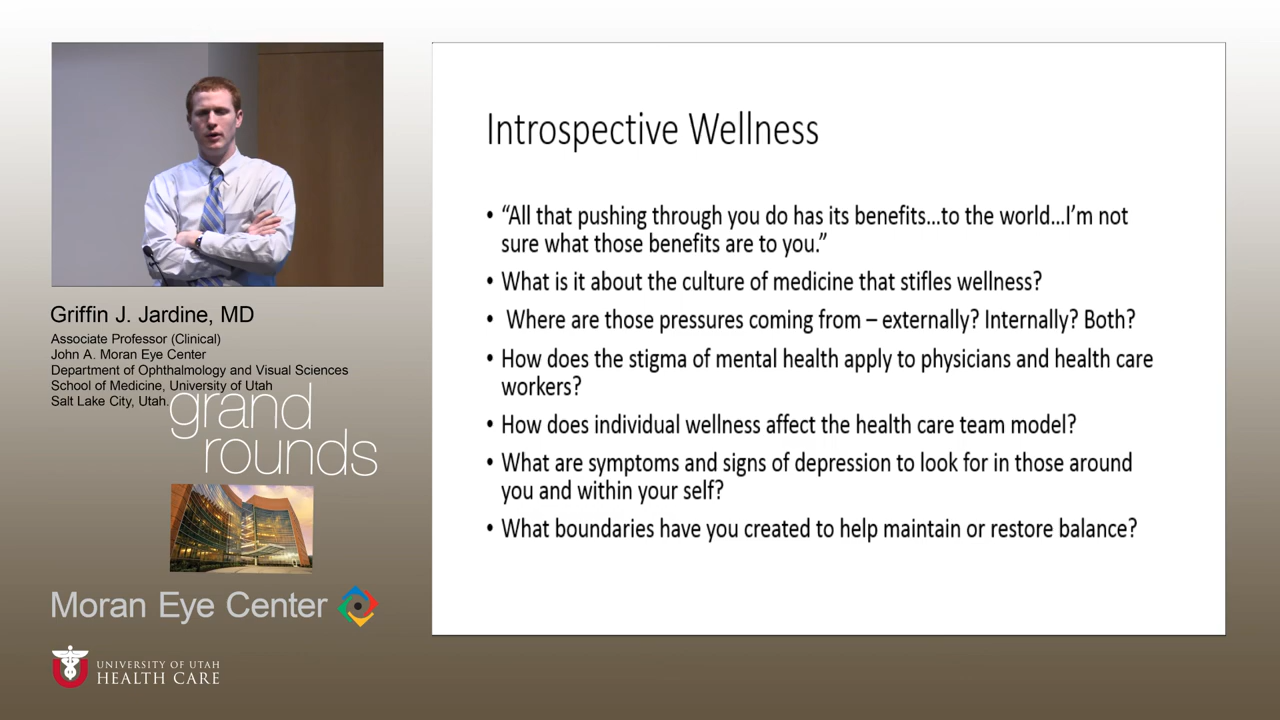 Griffin J. Jardine, MD
Associate Professor (Clinical)
John A. Moran Eye Center
Department of Ophthalmology and Visual Sciences
School of Medicine, University of Utah
Salt Lake City, Utah.
grand
rounds
Moran Eye Center
UNIVERSITY OF UTAH
HEALTH CARE
Introspective Wellness
• “All that pushing through you do has its benefits…to the world…I’m not
sure what those benefits are to you.”
• What is it about the culture of medicine that stifles wellness?
• Where are those pressures coming from – externally? Internally? Both?
• How does the stigma of mental health apply to physicians and health care
workers?
• How does individual wellness affect the health care team model?
• What are symptoms and signs of depression to look for in those around
you and within your self?
• What boundaries have you created to help maintain or restore balance?